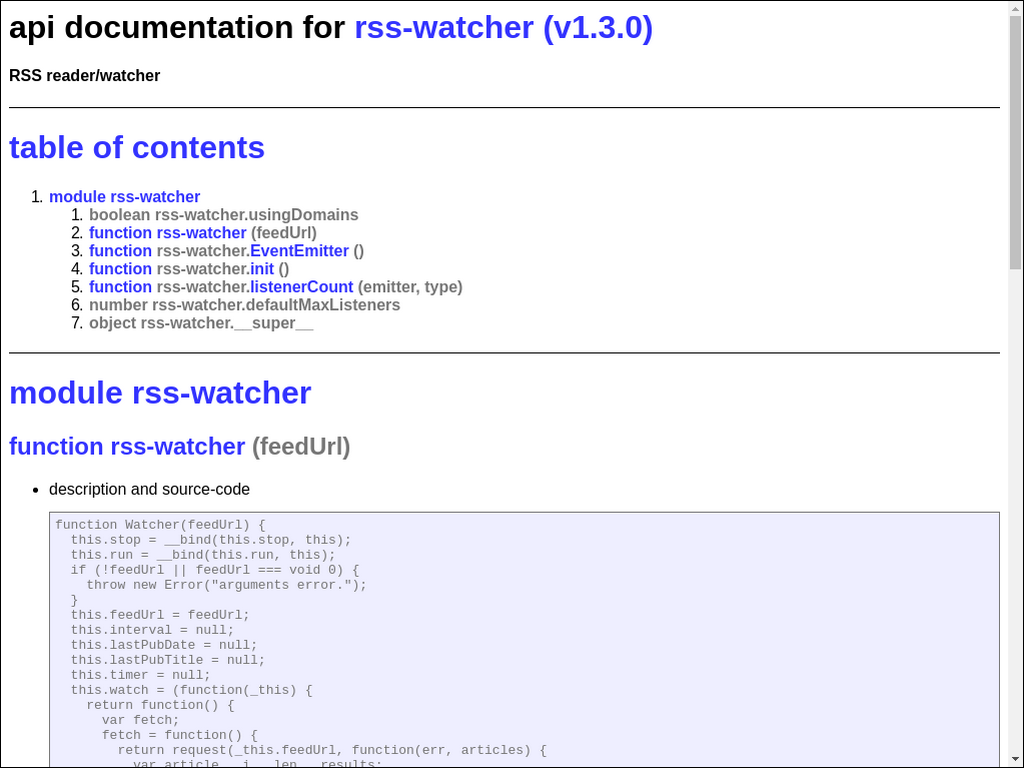 api documentation for rss-watcher (v1.3.0)
RSS reader/watcher
table of contents
1. module rss-watcher
1. boolean rss-watcher.usingDomains
2. function rss-watcher (feedUrl)
3. function rss-watcher.EventEmitter ()
4. function rss-watcher.init ()
5. function rss-watcher.listenerCount (emitter, type)
6. number rss-watcher.defaultMaxListeners
7. object rss-watcher.__super__
module rss-watcher
function rss-watcher (feedUrl)
• description and source-code
function Watcher(feedUrl) {
  this.stop = __bind(this.stop, this);
  this.run = __bind(this.run, this);
  if (!feedUrl || feedUrl === void 0) {
    throw new Error("arguments error.");
  }
  this.feedUrl = feedUrl;
  this.interval = null;
  this.lastPubDate = null;
  this.lastPubTitle = null;
  this.timer = null;
  this.watch = (function(_this) {
    return function() {
      var fetch;
      fetch = function() {
        return request(_this.feedUrl, function(err, articles) {
          var article, _i, _len, _results;